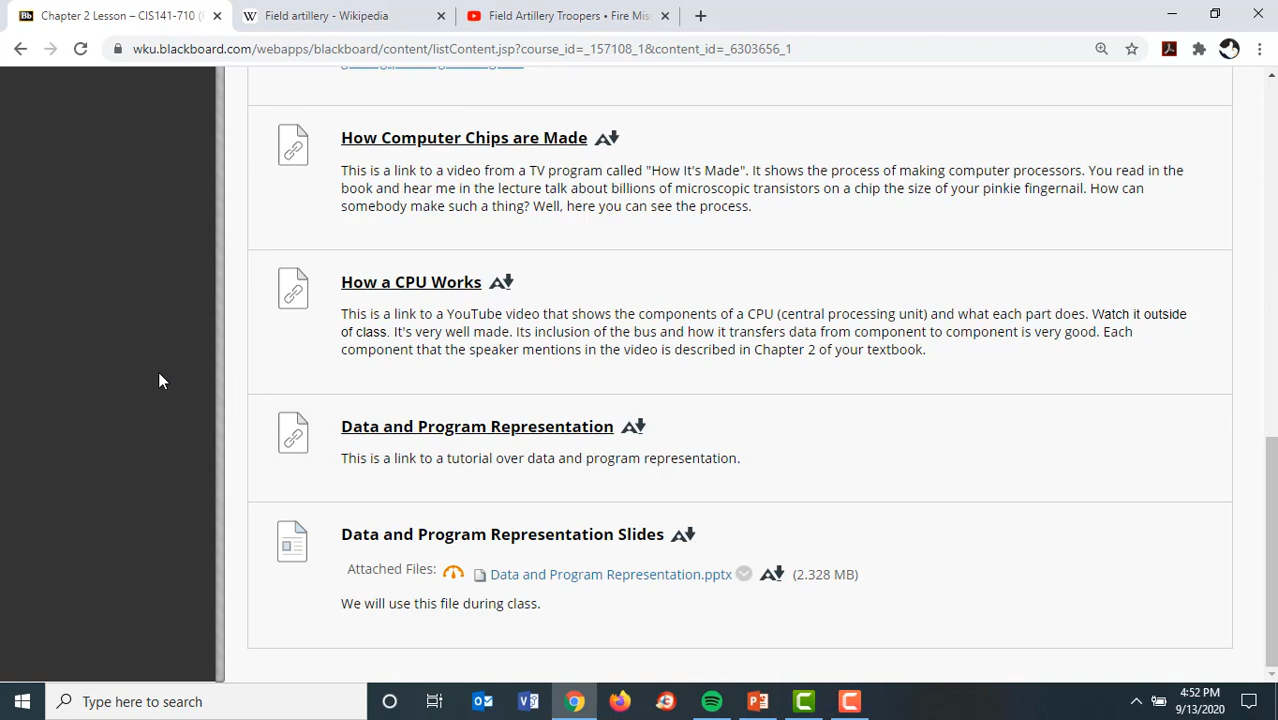 Bb Chapter 2 Lesson – CIS141-710 (
W Field artillery - Wikipedia
Field Artillery Troopers • Fire Miss
wku.blackboard.com/webapps/blackboard/content/listContent.jsp?course_id=_157108_1&content_id=_6303656_1
How Computer Chips are Made
This is a link to a video from a TV program called "How It's Made". It shows the process of making computer processors. You read in the
book and hear me in the lecture talk about billions of microscopic transistors on a chip the size of your pinkie fingernail. How can
somebody make such a thing? Well, here you can see the process.
How a CPU Works
This is a link to a YouTube video that shows the components of a CPU (central processing unit) and what each part does. Watch it outside
of class. It's very well made. Its inclusion of the bus and how it transfers data from component to component is very good. Each
component that the speaker mentions in the video is described in Chapter 2 of your textbook.
Data and Program Representation
This is a link to a tutorial over data and program representation.
Data and Program Representation Slides
Attached Files: Data and Program Representation.pptx (2.328 MB)
We will use this file during class.
Type here to search
4:52 PM
9/13/2020